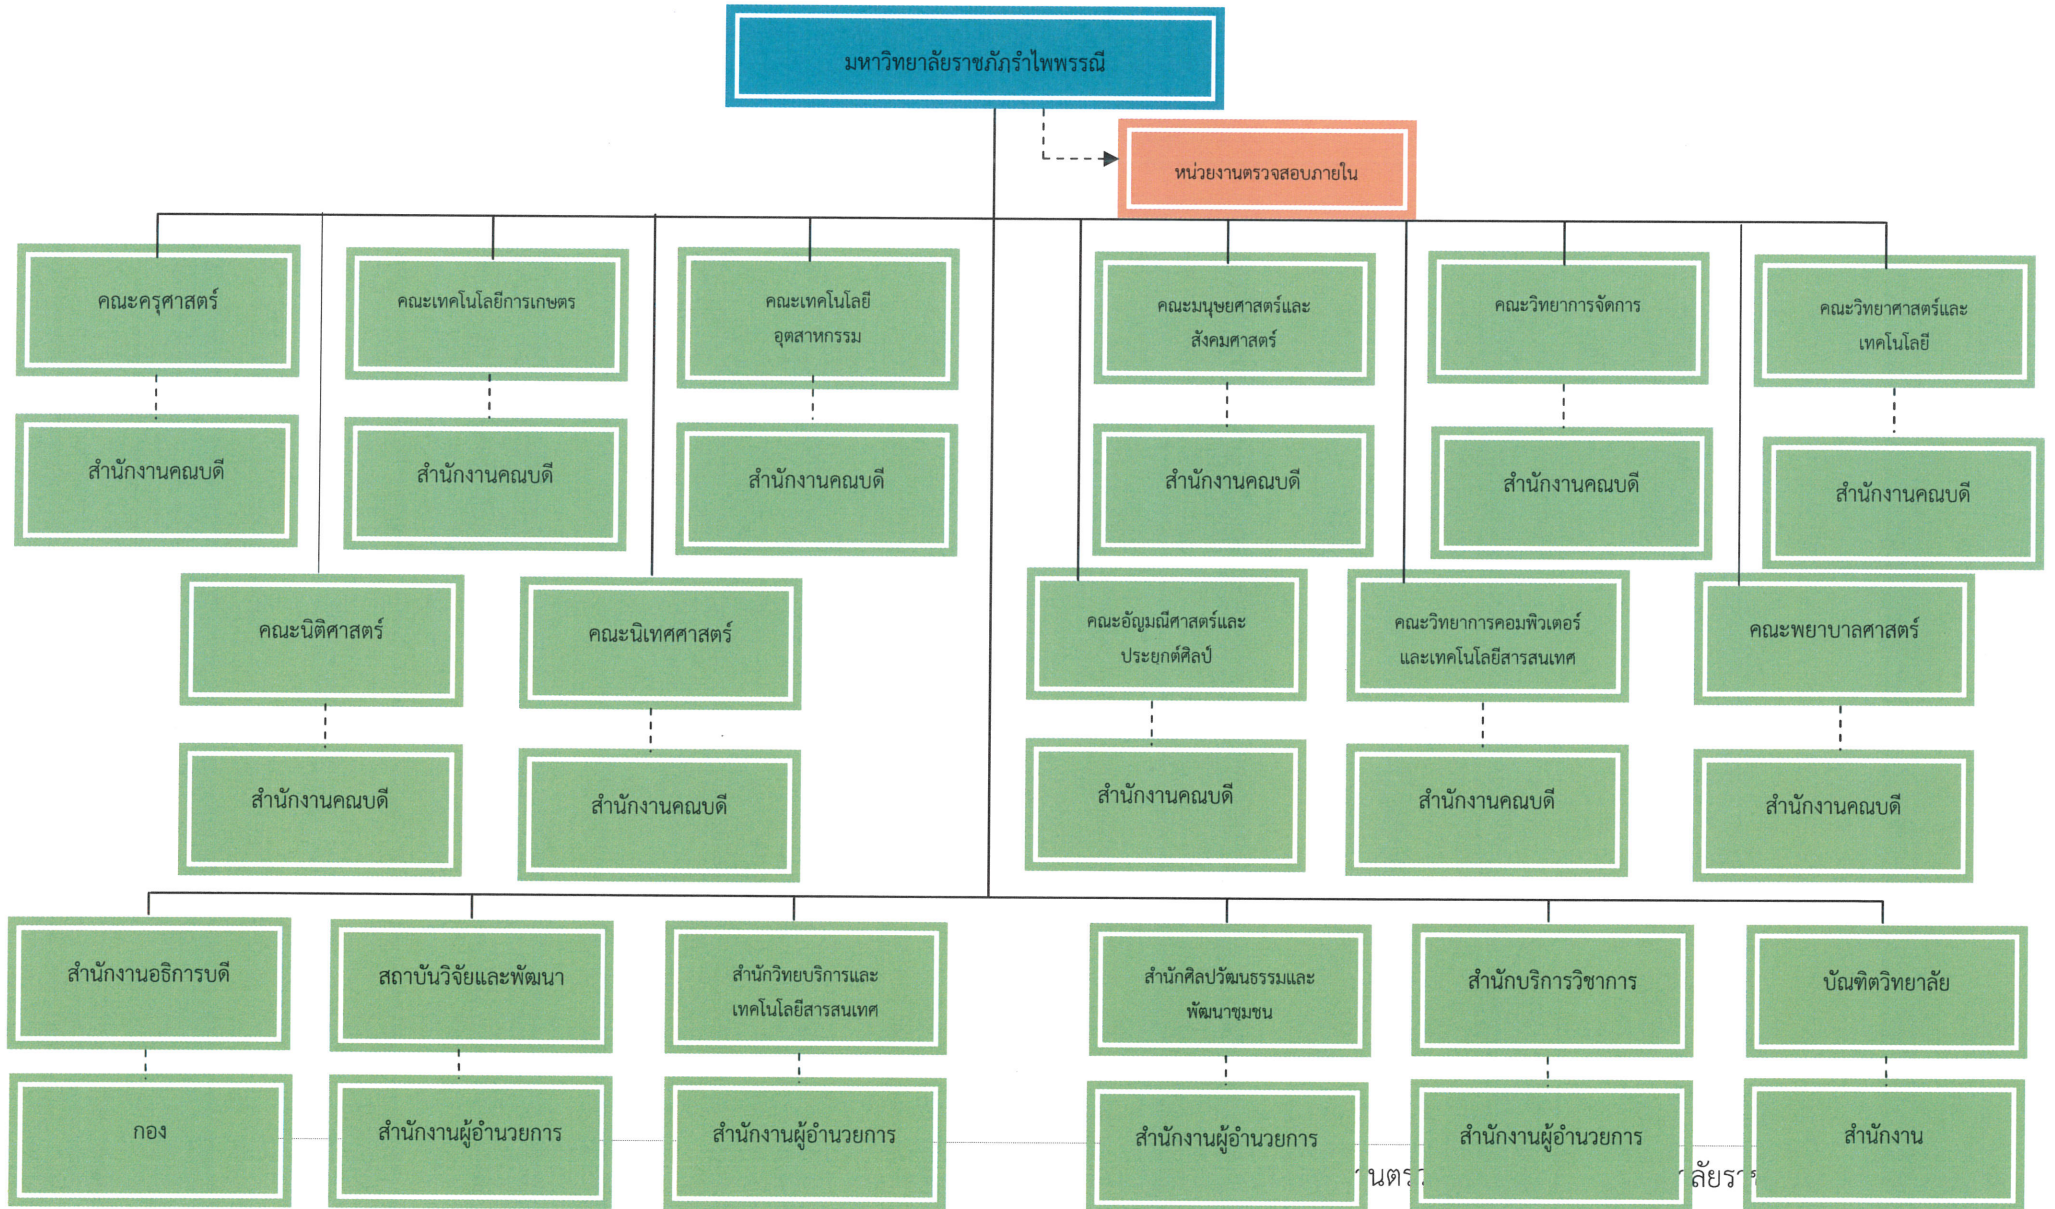 มหาวิทยาลัยราชภัฏรำไพพรรณี
หน่วยงานตรวจสอบภายใน
คณะครุศาสตร์
คณะเทคโนโลยีการเกษตร
คณะเทคโนโลยี
อุตสาหกรรม
คณะมนุษยศาสตร์และ
สังคมศาสตร์
คณะวิทยาการจัดการ
คณะวิทยาศาสตร์และ
เทคโนโลยี
สำนักงานคณบดี
สำนักงานคณบดี
สำนักงานคณบดี
สำนักงานคณบดี
สำนักงานคณบดี
สำนักงานคณบดี
คณะนิติศาสตร์
คณะนิเทศศาสตร์
คณะอัญมณีศาสตร์และ
ประยุกต์ศิลป์
คณะวิทยาการคอมพิวเตอร์
และเทคโนโลยีสารสนเทศ
คณะพยาบาลศาสตร์
สำนักงานคณบดี
สำนักงานคณบดี
สำนักงานคณบดี
สำนักงานคณบดี
สำนักงานคณบดี
สำนักงานอธิการบดี
สถาบันวิจัยและพัฒนา
สำนักวิทยบริการและ
เทคโนโลยีสารสนเทศ
สำนักศิลปวัฒนธรรมและ
พัฒนาชุมชน
สำนักบริการวิชาการ
บัณฑิตวิทยาลัย
กอง
สำนักงานผู้อำนวยการ
สำนักงานผู้อำนวยการ
สำนักงานผู้อำนวยการ
สำนักงานผู้อำนวยการ
สำนักงาน